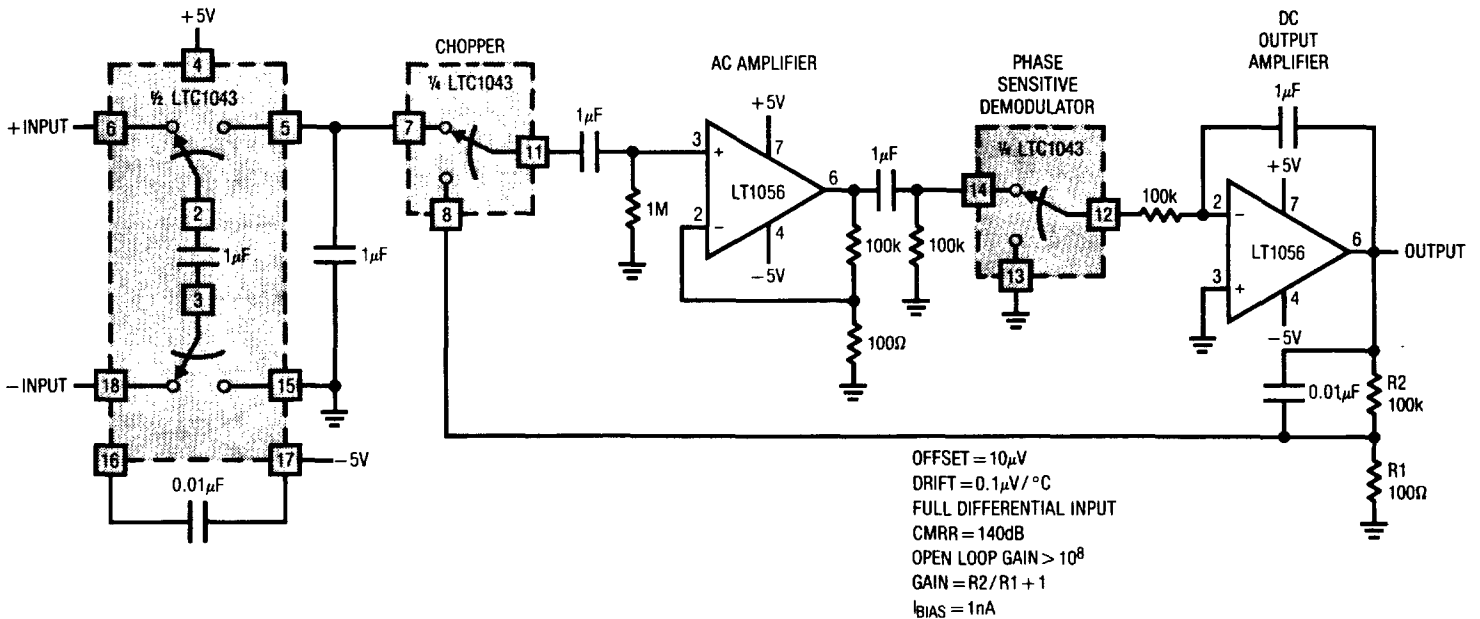 +5V
4
½ LTC1043
+INPUT
6
5
2
1µF
3
1µF
−INPUT
18
15
16
17
−5V
0.01µF
CHOPPER
¼ LTC1043
7
11
8
1µF
1M
AC AMPLIFIER
+5V
3
+
7
LT1056
6
2
−
4
−5V
1µF
100k
100k
100Ω
PHASE
SENSITIVE
DEMODULATOR
¼ LTC1043
14
12
13
DC
OUTPUT
AMPLIFIER
1µF
+5V
100k
2
−
7
LT1056
6
OUTPUT
3
+
4
−5V
0.01µF
R2
100k
R1
100Ω
OFFSET = 10µV
DRIFT = 0.1µV/°C
FULL DIFFERENTIAL INPUT
CMRR = 140dB
OPEN LOOP GAIN > 10⁸
GAIN = R2/R1 + 1
IBIAS = 1nA